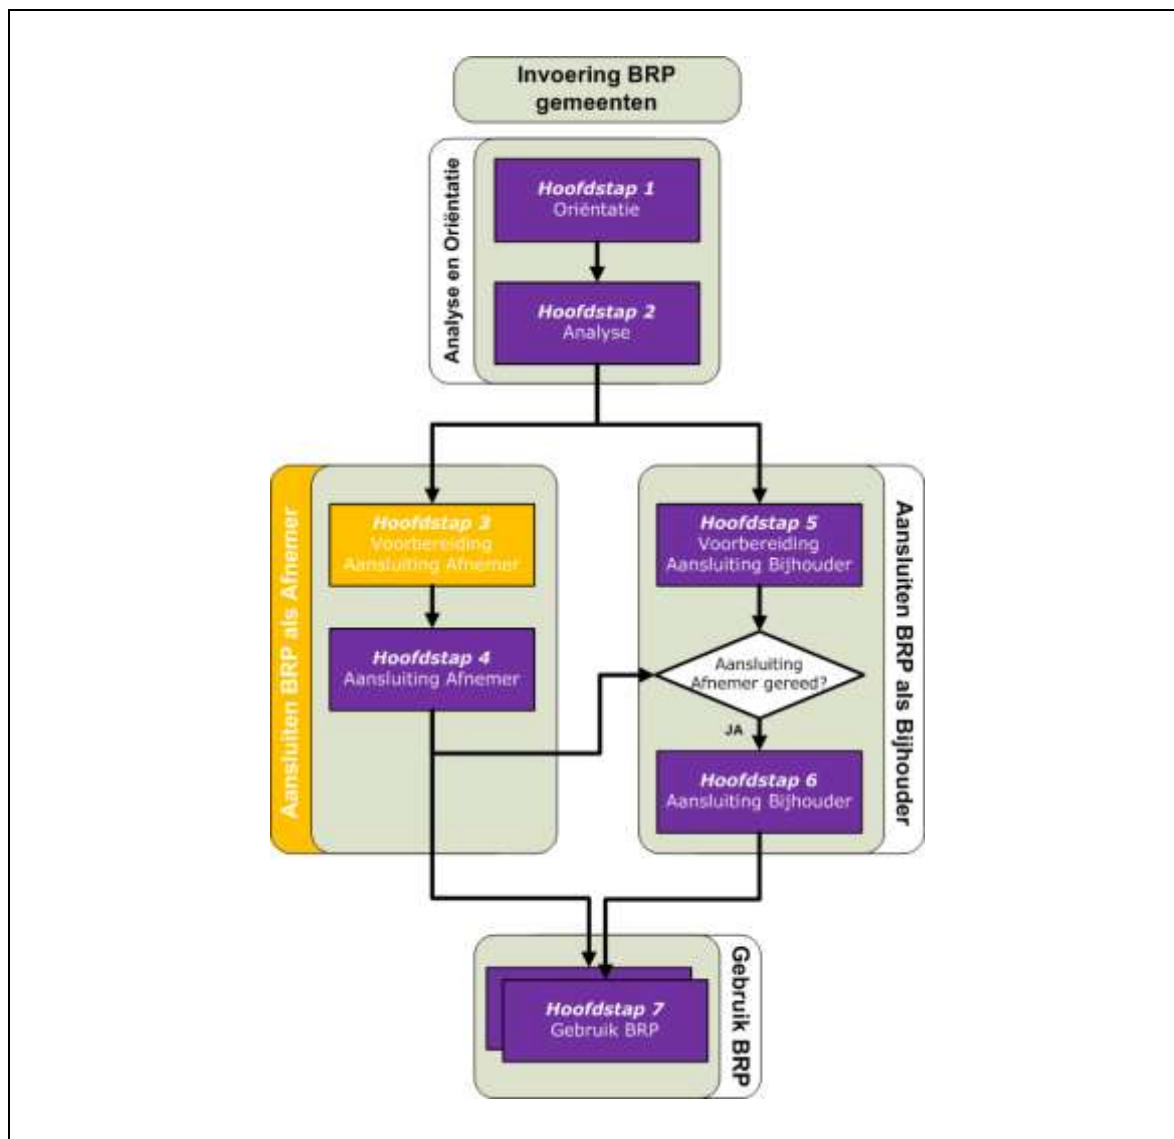 Invoering BRP
gemeenten
Analyse en Oriëntatie
Hoofdstap 1
Oriëntatie
Hoofdstap 2
Analyse
Aansluiten BRP als Afnemer
Hoofdstap 3
Voorbereiding
Aansluiting Afnemer
Hoofdstap 4
Aansluiting Afnemer
Aansluiten BRP als Bijhouder
Hoofdstap 5
Voorbereiding
Aansluiting Bijhouder
Aansluiting
Afnemer gereed?
JA
Hoofdstap 6
Aansluiting Bijhouder
Gebruik BRP
Hoofdstap 7
Gebruik BRP